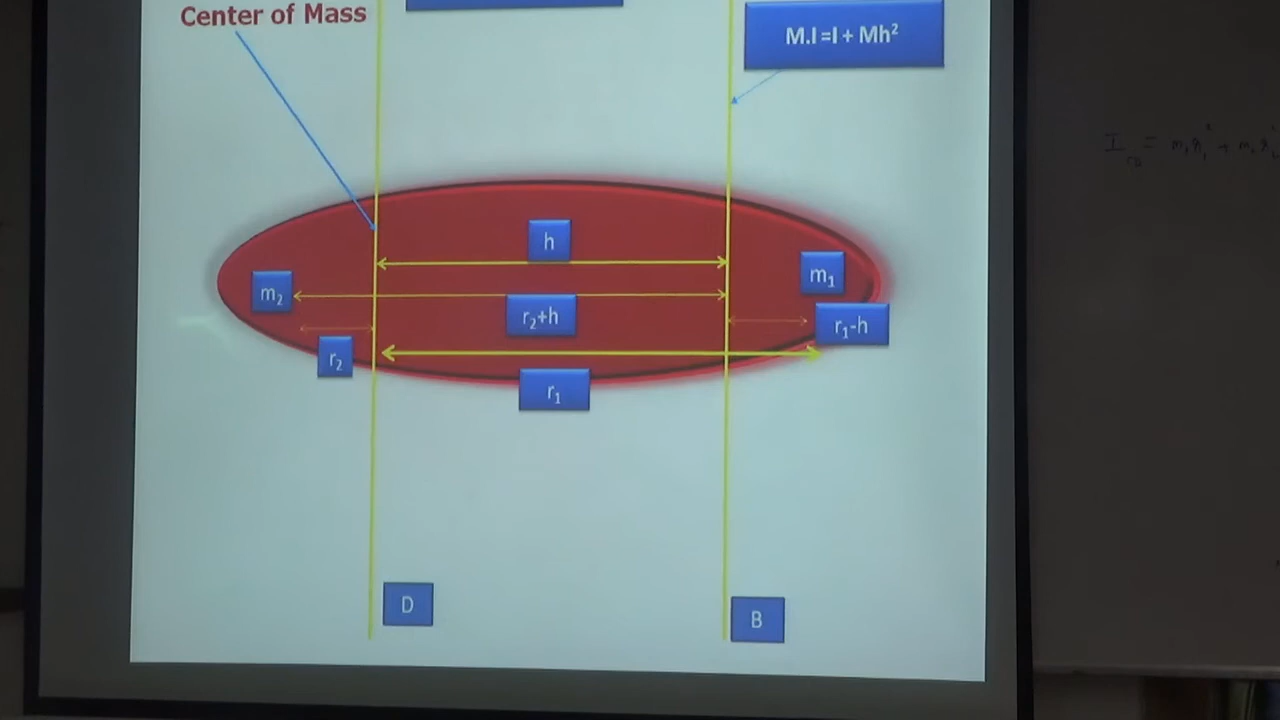 Center of Mass
M.I =I + Mh²
h
m₂
m₁
r₂+h
r₁-h
r₂
r₁
D
B